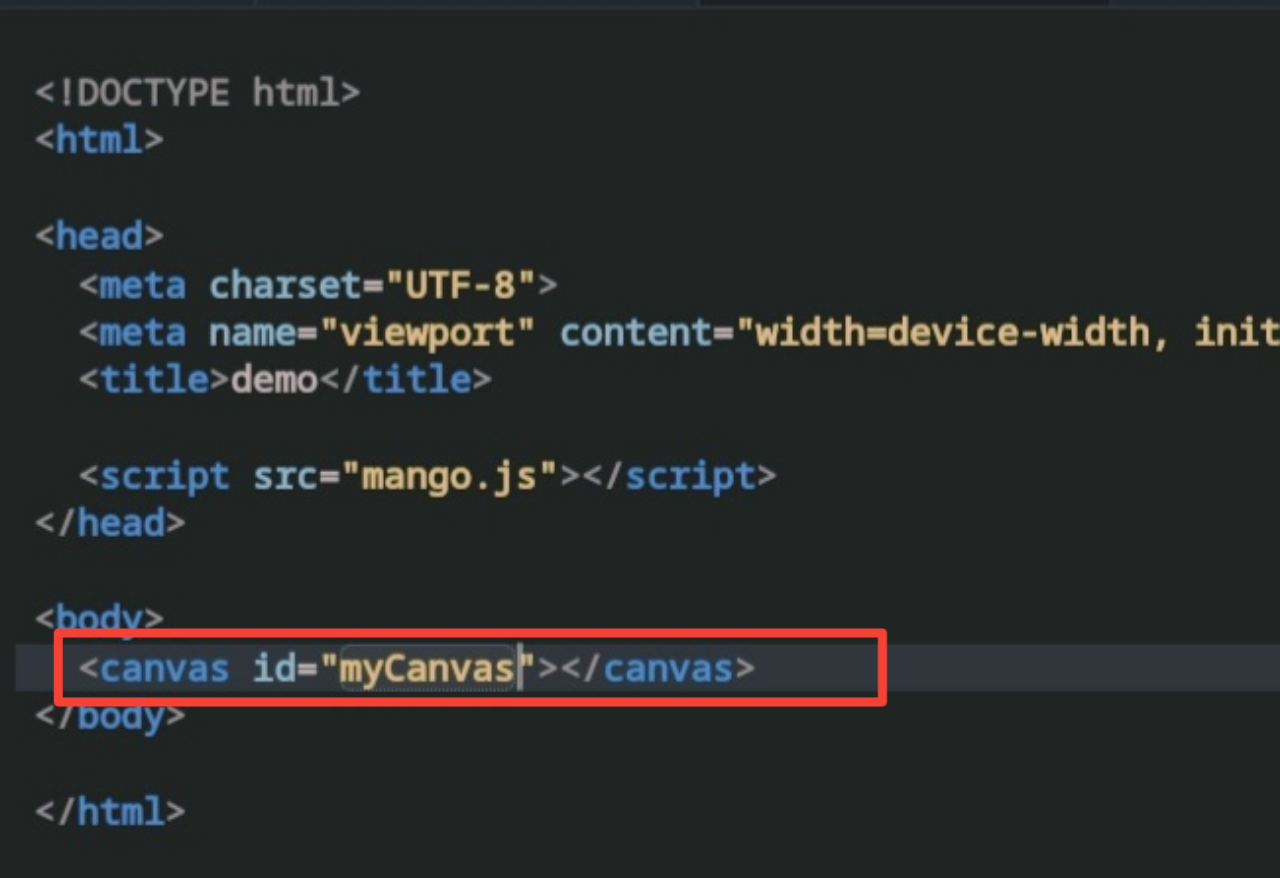 <!DOCTYPE html>
<html>
<head>
<meta charset="UTF-8">
<meta name="viewport" content="width=device-width, init
<title>demo</title>
<script src="mango.js"></script>
</head>
<body>
<canvas id="myCanvas"></canvas>
</body>
</html>